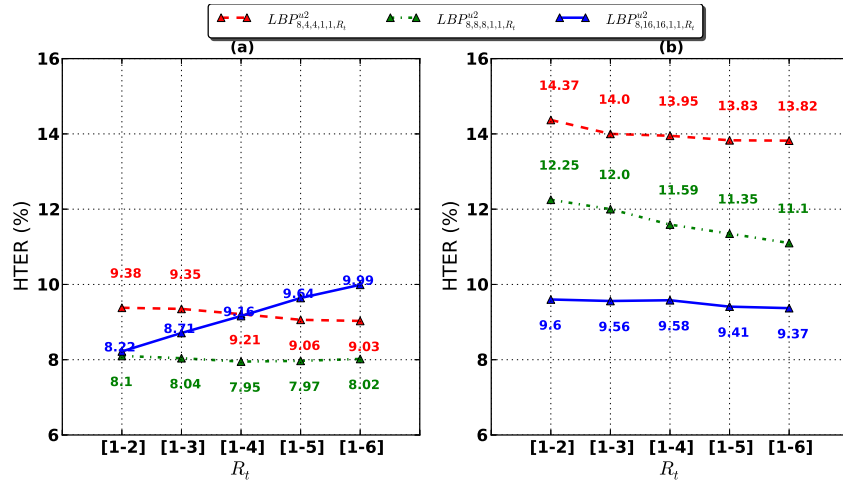 LBP^{u2}_{8,4,4,1,1,R_t} LBP^{u2}_{8,8,8,1,1,R_t} LBP^{u2}_{8,16,16,1,1,R_t}
(a) (b)
HTER (%)
16
14
12
10
8
6
9.38 9.35 9.21 9.06 9.03
8.22 8.71 9.16 9.64 9.99
8.1 8.04 7.95 7.97 8.02
[1-2] [1-3] [1-4] [1-5] [1-6]
R_t
HTER (%)
16
14
12
10
8
6
14.37 14.0 13.95 13.83 13.82
12.25 12.0 11.59 11.35 11.1
9.6 9.56 9.58 9.41 9.37
[1-2] [1-3] [1-4] [1-5] [1-6]
R_t